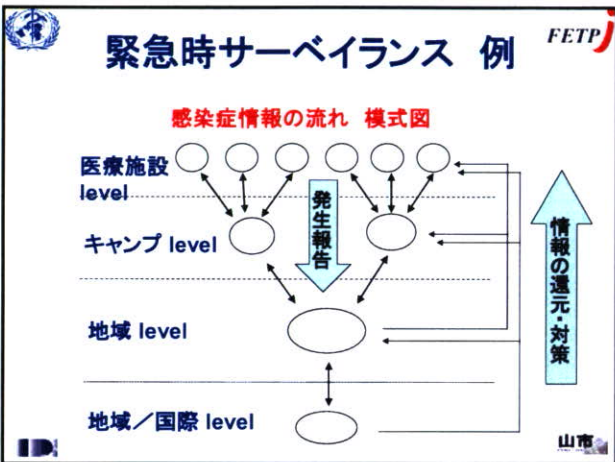 緊急時サーベイランス 例
FETP
感染症情報の流れ 模式図
医療施設
level
発生報告
情報の還元・対策
キャンプ level
地域 level
地域／国際 level
山市